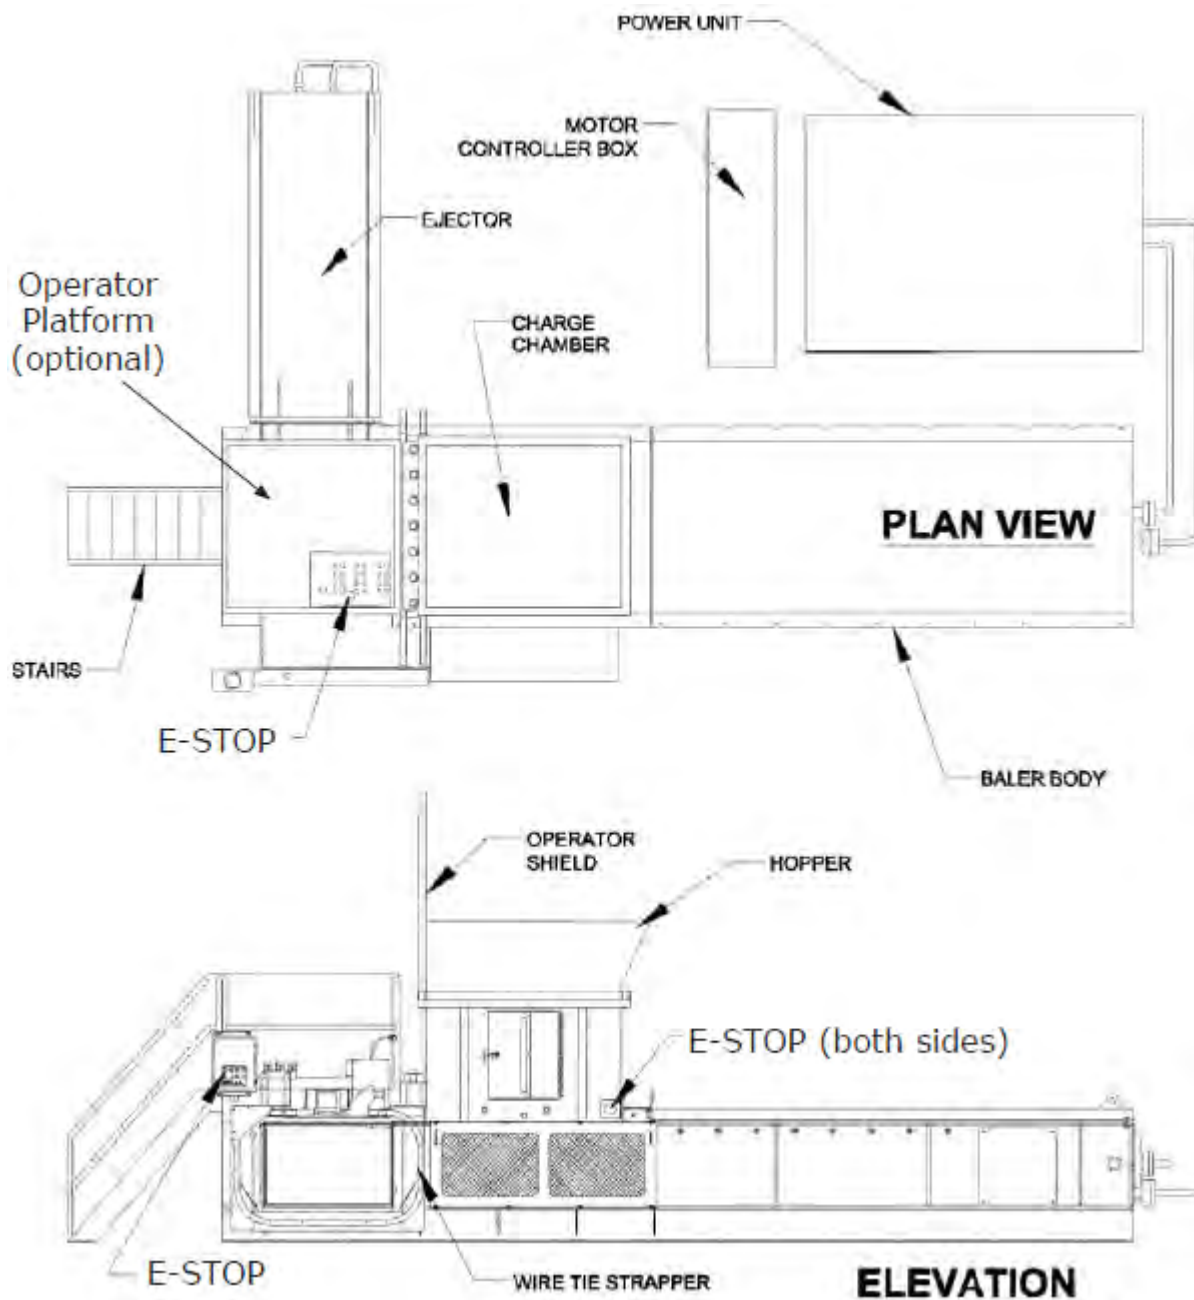 POWER UNIT
MOTOR
CONTROLLER BOX
EJECTOR
Operator
Platform
(optional)
CHARGE
CHAMBER
PLAN VIEW
STAIRS
E-STOP
BALER BODY
OPERATOR
SHIELD
HOPPER
E-STOP (both sides)
E-STOP
WIRE TIE STRAPPER
ELEVATION